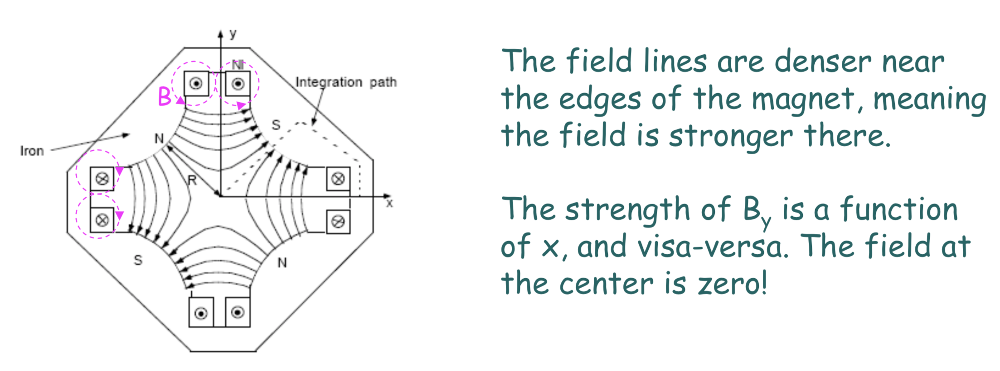 y
NI
Integration path
B
S
N
Iron
R
x
S
N
The field lines are denser near
the edges of the magnet, meaning
the field is stronger there.
The strength of By is a function
of x, and visa-versa. The field at
the center is zero!